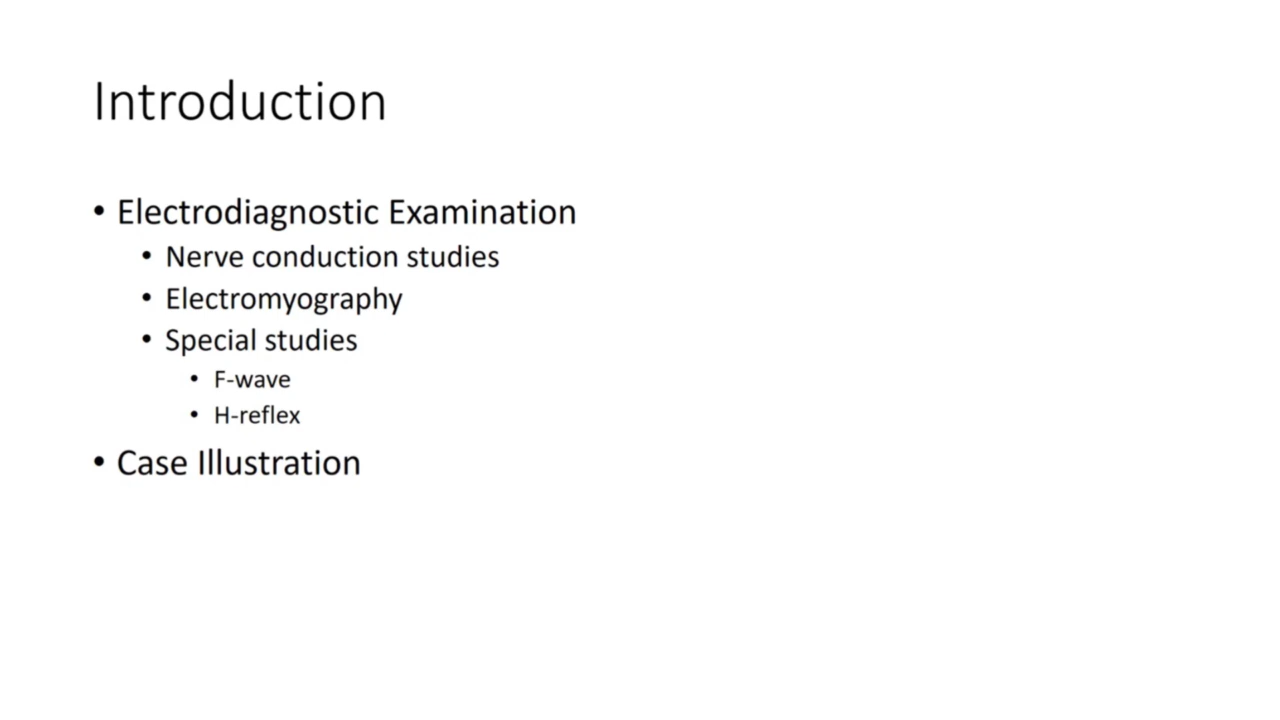 Introduction
• Electrodiagnostic Examination
• Nerve conduction studies
• Electromyography
• Special studies
• F-wave
• H-reflex
• Case Illustration